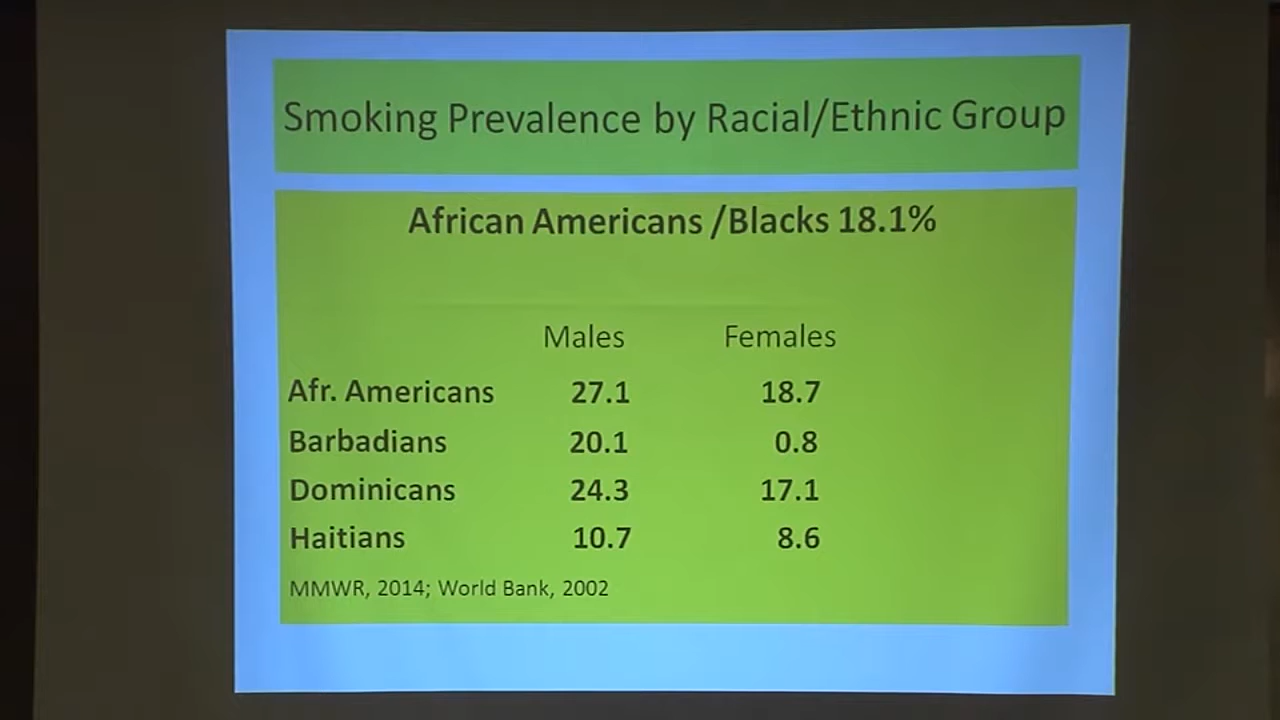 Smoking Prevalence by Racial/Ethnic Group
African Americans /Blacks 18.1%
Males Females
Afr. Americans 27.1 18.7
Barbadians 20.1 0.8
Dominicans 24.3 17.1
Haitians 10.7 8.6
MMWR, 2014; World Bank, 2002